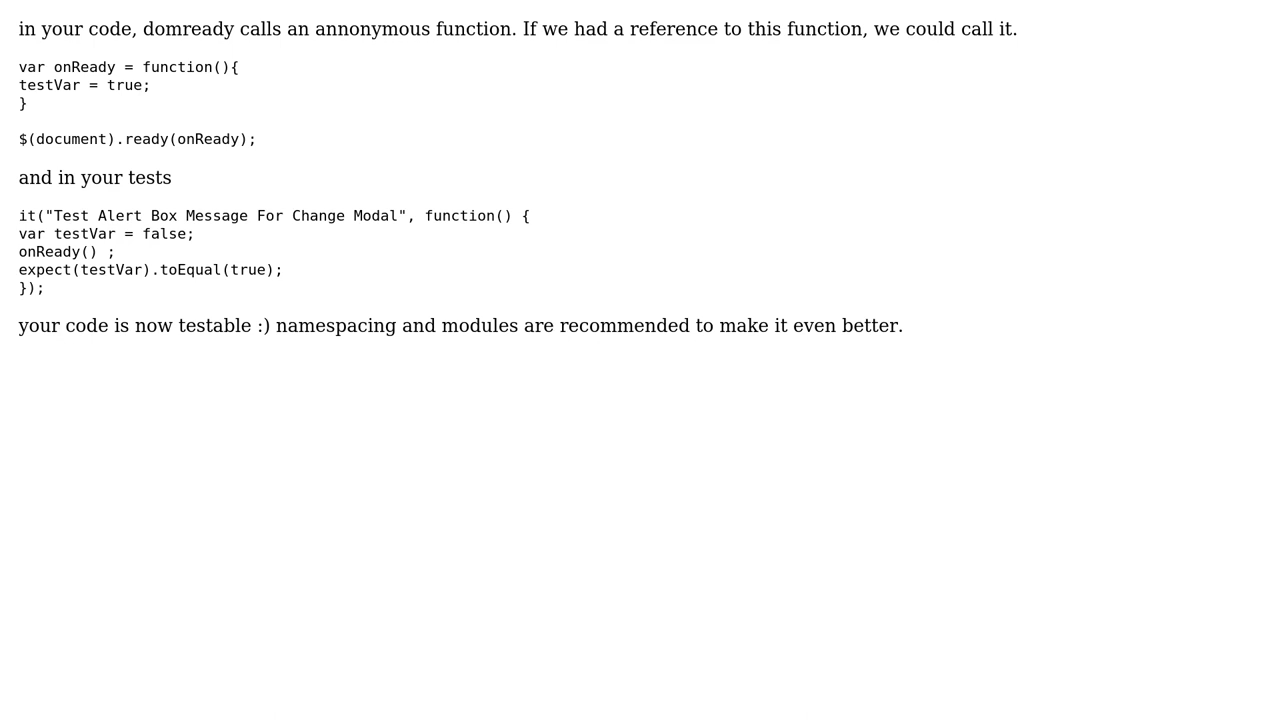 in your code, domready calls an annonymous function. If we had a reference to this function, we could call it.
var onReady = function(){
testVar = true;
}
$(document).ready(onReady);
and in your tests
it("Test Alert Box Message For Change Modal", function() {
var testVar = false;
onReady() ;
expect(testVar).toEqual(true);
});
your code is now testable :) namespacing and modules are recommended to make it even better.